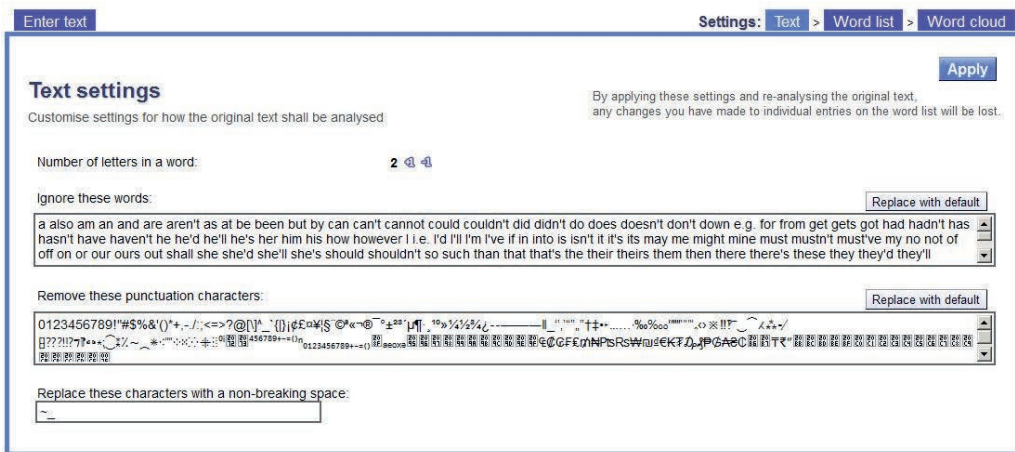 Enter text
Settings: Text > Word list > Word cloud
Apply
Text settings
By applying these settings and re-analysing the original text,
Customise settings for how the original text shall be analysed
any changes you have made to individual entries on the word list will be lost.
Number of letters in a word: 2
Ignore these words:
Replace with default
a also am an and are aren't as at be been but by can can't cannot could couldn't did didn't do does doesn't don't down e.g. for from get gets got had hadn't has
hasn't have haven't he he'd he'll he's her him his how however I i.e. I'd I'll I'm I've if in into is isn't it it's its may me might mine must mustn't must've my no not of
off on or our ours out shall she she'd she'll she's should shouldn't so such than that that's the their theirs them then there there's these they they'd they'll
Remove these punctuation characters:
Replace with default
0123456789!"#$%&'()*+,-./:;<=>?@[\]^_`{|}¡¢£¤¥¦§¨©ª«¬®¯°±²³´µ¶·¸¹º»¼½¾¿
Replace these characters with a non-breaking space:
~_